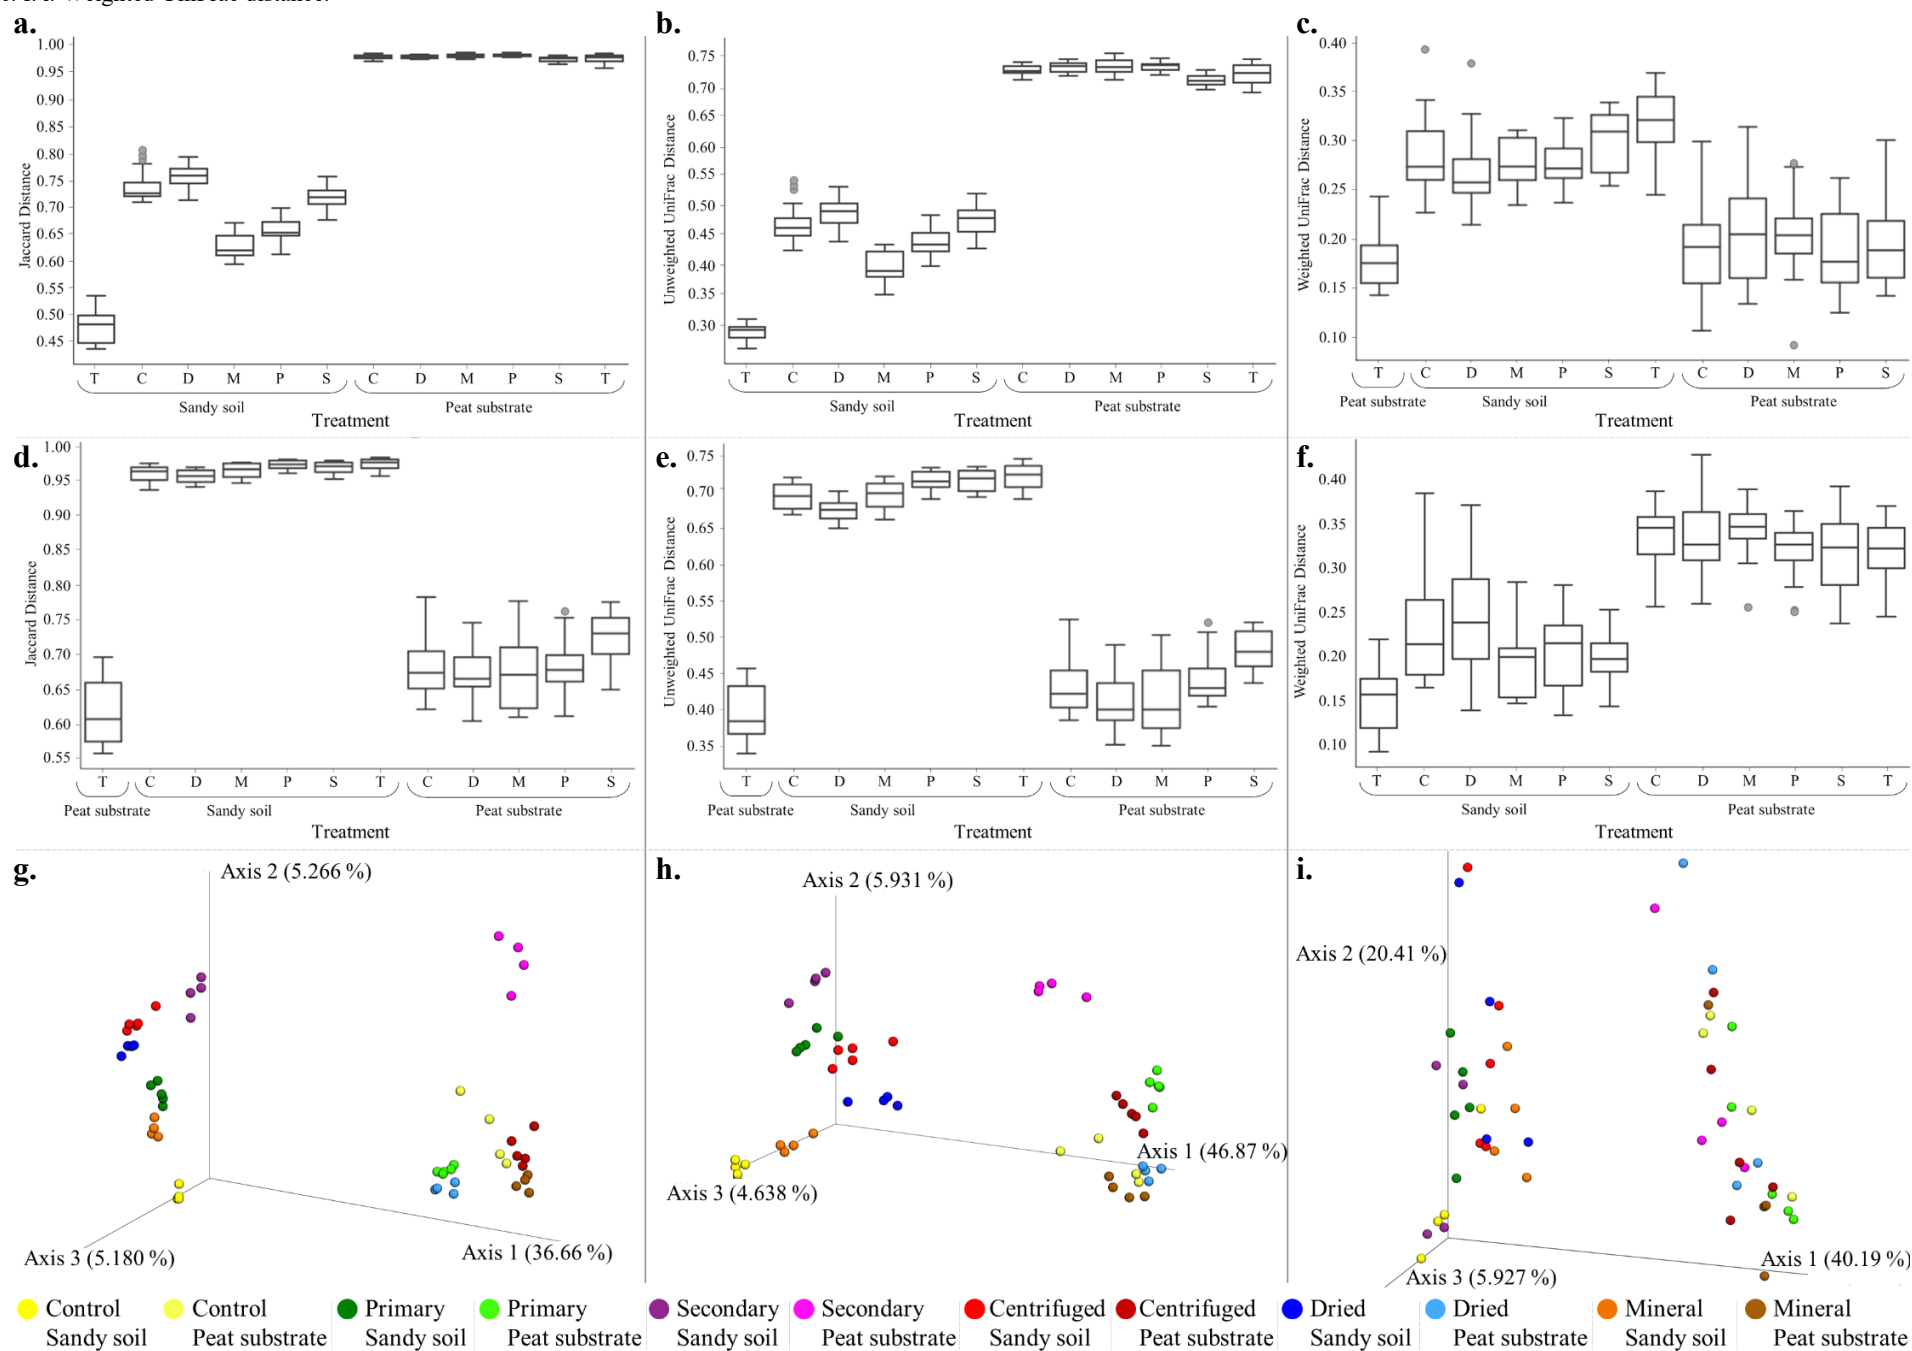 a.
1.00
0.95
0.90
0.85
0.80
0.75
0.70
0.65
0.60
0.55
0.50
0.45
Jaccard Distance
T C D M P S C D M P S T
Sandy soil Peat substrate
Treatment
b.
0.75
0.70
0.65
0.60
0.55
0.50
0.45
0.40
0.35
0.30
Unweighted UniFrac Distance
T C D M P S C D M P S T
Sandy soil Peat substrate
Treatment
c.
0.40
0.35
0.30
0.25
0.20
0.15
0.10
Weighted UniFrac Distance
T C D M P S T C D M P S
Peat substrate Sandy soil Peat substrate
Treatment
d.
1.00
0.95
0.90
0.85
0.80
0.75
0.70
0.65
0.60
0.55
Jaccard Distance
T C D M P S T C D M P S
Peat substrate Sandy soil Peat substrate
Treatment
e.
0.75
0.70
0.65
0.60
0.55
0.50
0.45
0.40
0.35
Unweighted UniFrac Distance
T C D M P S T C D M P S
Peat substrate Sandy soil Peat substrate
Treatment
f.
0.40
0.35
0.30
0.25
0.20
0.15
0.10
Weighted UniFrac Distance
T C D M P S C D M P S T
Sandy soil Peat substrate
Treatment
g.
Axis 2 (5.266 %)
Axis 3 (5.180 %)
Axis 1 (36.66 %)
h.
Axis 2 (5.931 %)
Axis 1 (46.87 %)
Axis 3 (4.638 %)
i.
Axis 2 (20.41 %)
Axis 1 (40.19 %)
Axis 3 (5.927 %)
Control Sandy soil
Control Peat substrate
Primary Sandy soil
Primary Peat substrate
Secondary Sandy soil
Secondary Peat substrate
Centrifuged Sandy soil
Centrifuged Peat substrate
Dried Sandy soil
Dried Peat substrate
Mineral Sandy soil
Mineral Peat substrate